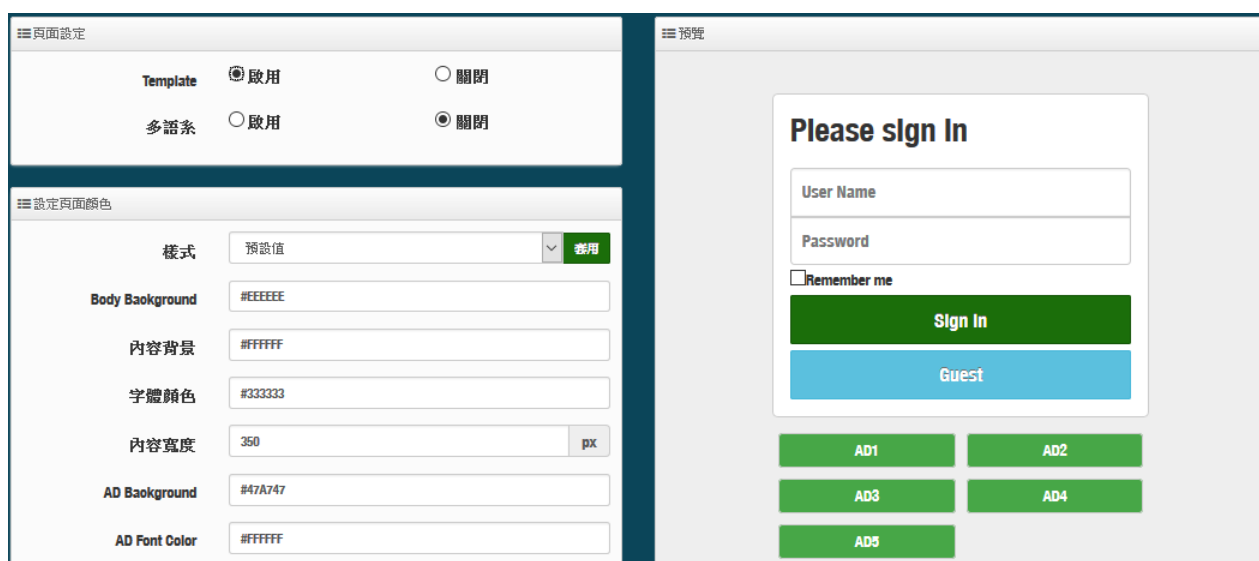 頁面設定
Template 啟用 關閉
多語系 啟用 關閉
設定頁面顏色
樣式 預設值 套用
Body Background #EEEEEE
內容背景 #FFFFFF
字體顏色 #333333
內容寬度 350 px
AD Background #47A747
AD Font Color #FFFFFF
預覽
Please sign in
User Name
Password
Remember me
Sign in
Guest
AD1 AD2
AD3 AD4
AD5